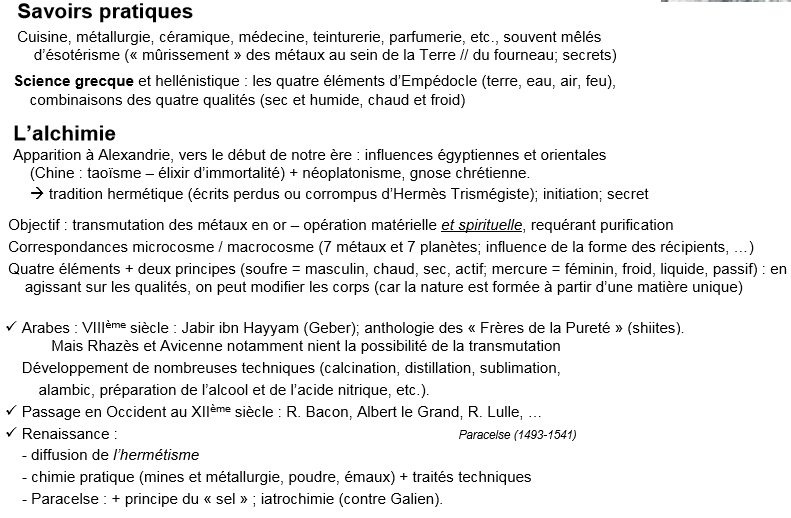 Savoirs pratiques
Cuisine, métallurgie, céramique, médecine, teinturerie, parfumerie, etc., souvent mêlés
d’ésotérisme (« mûrissement » des métaux au sein de la Terre // du fourneau; secrets)
Science grecque et hellénistique : les quatre éléments d’Empédocle (terre, eau, air, feu),
combinaisons des quatre qualités (sec et humide, chaud et froid)
L’alchimie
Apparition à Alexandrie, vers le début de notre ère : influences égyptiennes et orientales
(Chine : taoïsme – élixir d’immortalité) + néoplatonisme, gnose chrétienne.
→ tradition hermétique (écrits perdus ou corrompus d’Hermès Trismégiste); initiation; secret
Objectif : transmutation des métaux en or – opération matérielle et spirituelle, requérant purification
Correspondances microcosme / macrocosme (7 métaux et 7 planètes; influence de la forme des récipients, …)
Quatre éléments + deux principes (soufre = masculin, chaud, sec, actif; mercure = féminin, froid, liquide, passif) : en
agissant sur les qualités, on peut modifier les corps (car la nature est formée à partir d’une matière unique)
✓ Arabes : VIIIème siècle : Jabir ibn Hayyam (Geber); anthologie des « Frères de la Pureté » (shiites).
Mais Rhazès et Avicenne notamment nient la possibilité de la transmutation
Développement de nombreuses techniques (calcination, distillation, sublimation,
alambic, préparation de l’alcool et de l’acide nitrique, etc.).
✓ Passage en Occident au XIIème siècle : R. Bacon, Albert le Grand, R. Lulle, …
✓ Renaissance : Paracelse (1493-1541)
- diffusion de l’hermétisme
- chimie pratique (mines et métallurgie, poudre, émaux) + traités techniques
- Paracelse : + principe du « sel » ; iatrochimie (contre Galien).